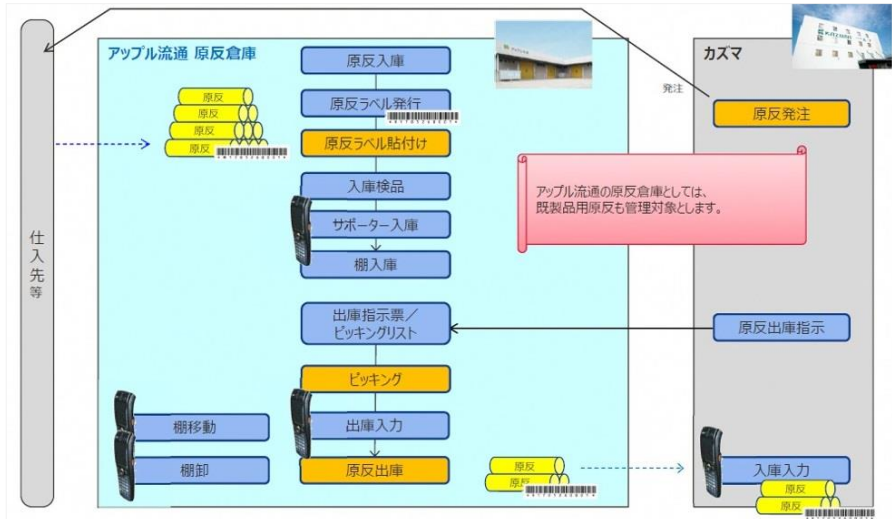 アップル流通 原反倉庫
カズマ
仕入先等
原反入庫
原反ラベル発行
原反ラベル貼付け
入庫検品
サポーター入庫
棚入庫
出庫指示票／
ピッキングリスト
ピッキング
出庫入力
原反出庫
棚移動
棚卸
原反
原反
原反
原反
発注
原反発注
アップル流通の原反倉庫としては、
既製品用原反も管理対象とします。
原反出庫指示
原反
原反
入庫入力
原反
原反